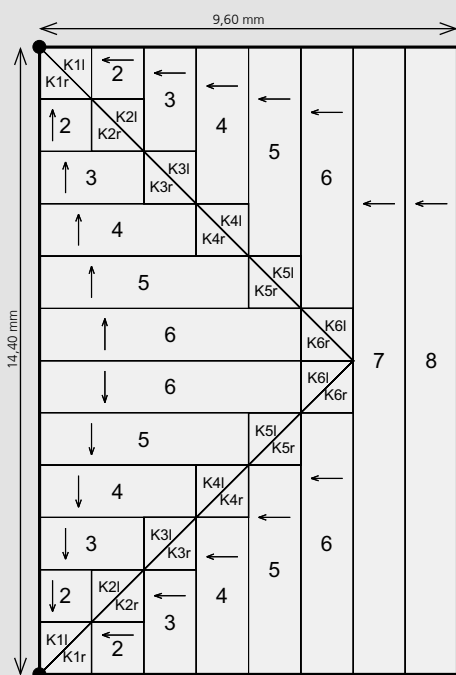 9,60 mm
14,40 mm
K1l 2
K1r
3
4
5
6
2 K2l
K2r
3 K3l
K3r
4 K4l
K4r
5 K5l
K5r
6 K6l
K6r
7 8
6 K6l
K6r
5 K5l
K5r
4 K4l
K4r
3 K3l
K3r
6
5
4
2 K2l
K2r
3
K1l
K1r 2